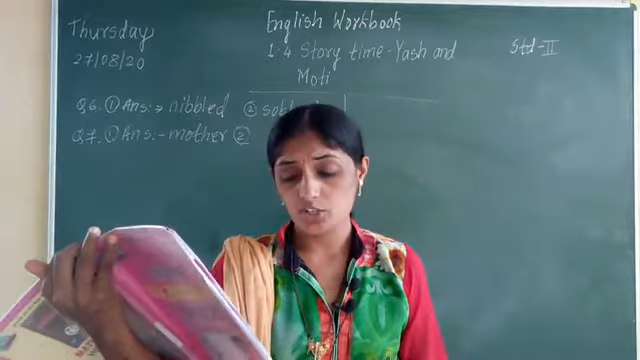 Thursday
27/08/20
English Workbook
1.4 Story time - Yash and
Moti
Std - II
Q6. ① Ans :→ nibbled ②
Q7. ① Ans :- mother ②